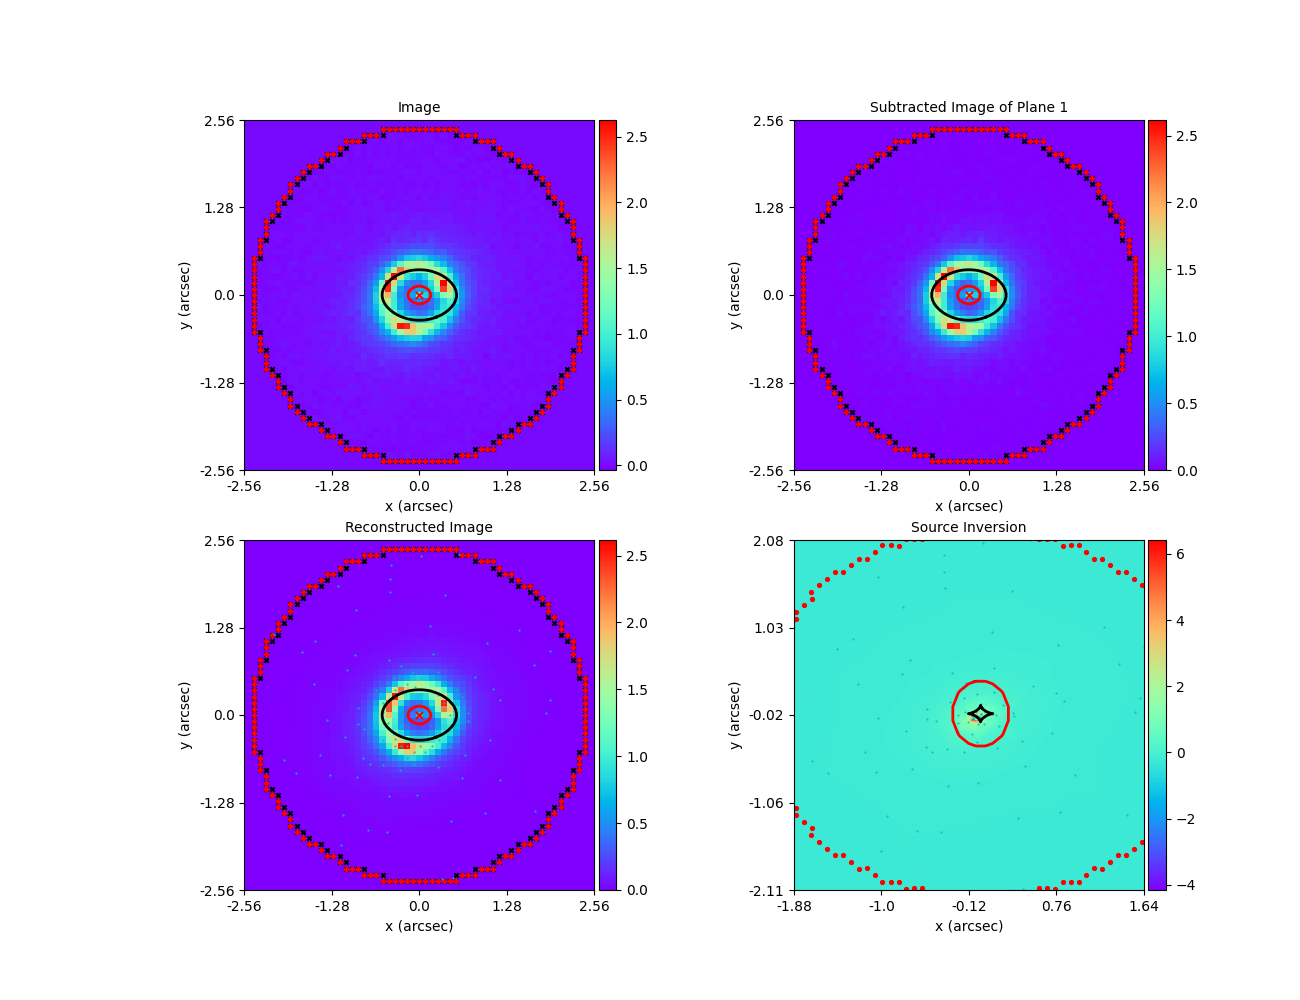 Image
2.56
1.28
0.0
-1.28
-2.56
y (arcsec)
-2.56 -1.28 0.0 1.28 2.56
x (arcsec)
2.5
2.0
1.5
1.0
0.5
0.0
Subtracted Image of Plane 1
2.56
1.28
0.0
-1.28
-2.56
y (arcsec)
-2.56 -1.28 0.0 1.28 2.56
x (arcsec)
2.5
2.0
1.5
1.0
0.5
0.0
Reconstructed Image
2.56
1.28
0.0
-1.28
-2.56
y (arcsec)
-2.56 -1.28 0.0 1.28 2.56
x (arcsec)
2.5
2.0
1.5
1.0
0.5
0.0
Source Inversion
2.08
1.03
-0.02
-1.06
-2.11
y (arcsec)
-1.88 -1.0 -0.12 0.76 1.64
x (arcsec)
6
4
2
0
−2
−4